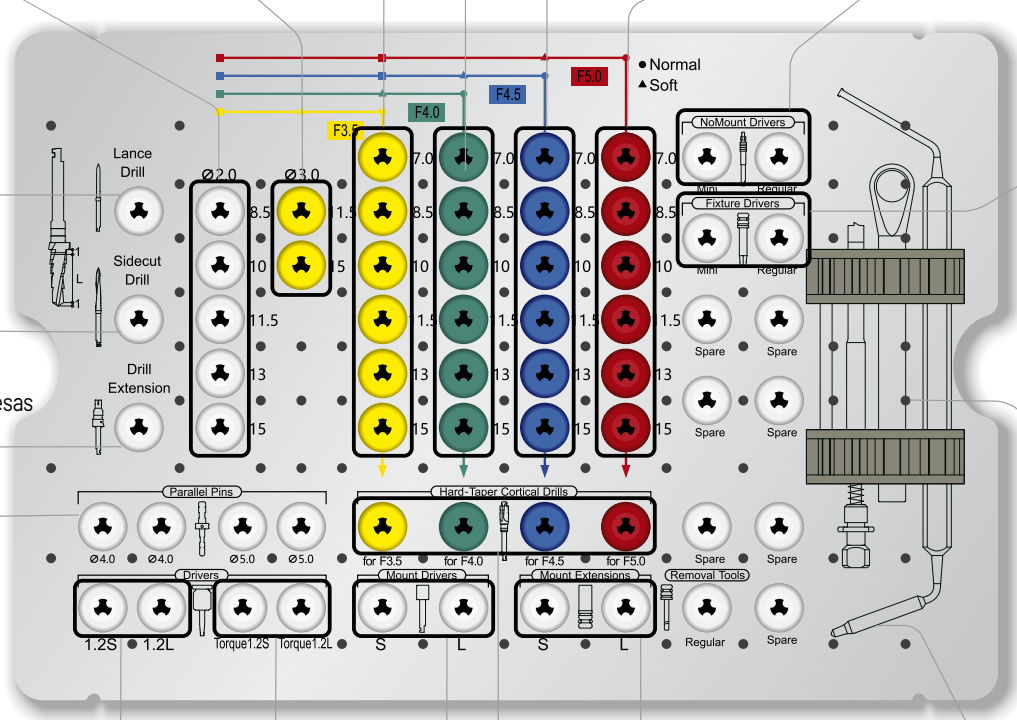 F5.0
Normal
Soft
F4.5
F4.0
F3.5
NoMount Drivers
Mini
Regular
Fixture Drivers
Mini
Regular
Lance
Drill
Ø2.0
Ø3.0
7.0
7.0
7.0
7.0
8.5
11.5
8.5
8.5
8.5
8.5
1
L
1
Sidecut
Drill
10
15
10
10
10
10
11.5
11.5
11.5
11.5
11.5
Spare
Spare
Drill
Extension
13
13
13
13
13
esas
15
15
15
15
15
Spare
Spare
Parallel Pins
Hard-Taper Cortical Drills
Ø4.0
Ø4.0
Ø5.0
Ø5.0
for F3.5
for F4.0
for F4.5
for F5.0
Spare
Spare
Drivers
Mount Drivers
Mount Extensions
Removal Tools
1.2S
1.2L
Torque1.2S
Torque1.2L
S
L
S
L
Regular
Spare